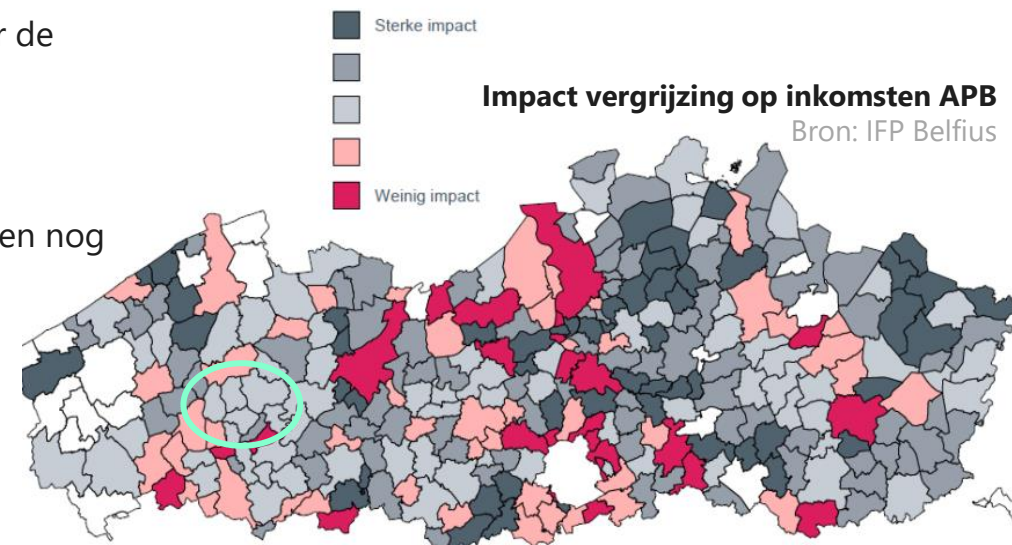 r de
Sterke impact
Impact vergrijzing op inkomsten APB
Bron: IFP Belfius
Weinig impact
en nog